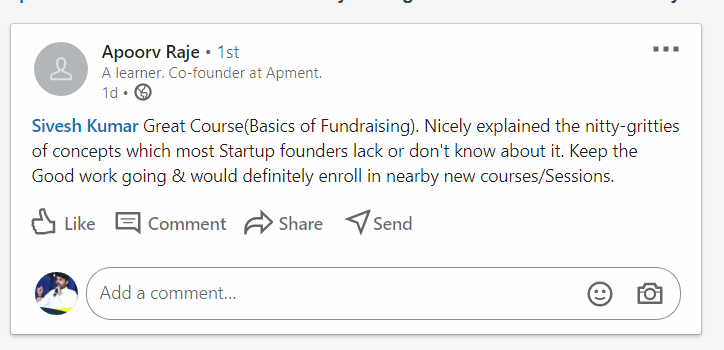 Apoorv Raje • 1st
A learner. Co-founder at Apment.
1d •
Sivesh Kumar Great Course(Basics of Fundraising). Nicely explained the nitty-gritties
of concepts which most Startup founders lack or don't know about it. Keep the
Good work going & would definitely enroll in nearby new courses/Sessions.
Like Comment Share Send
Add a comment...